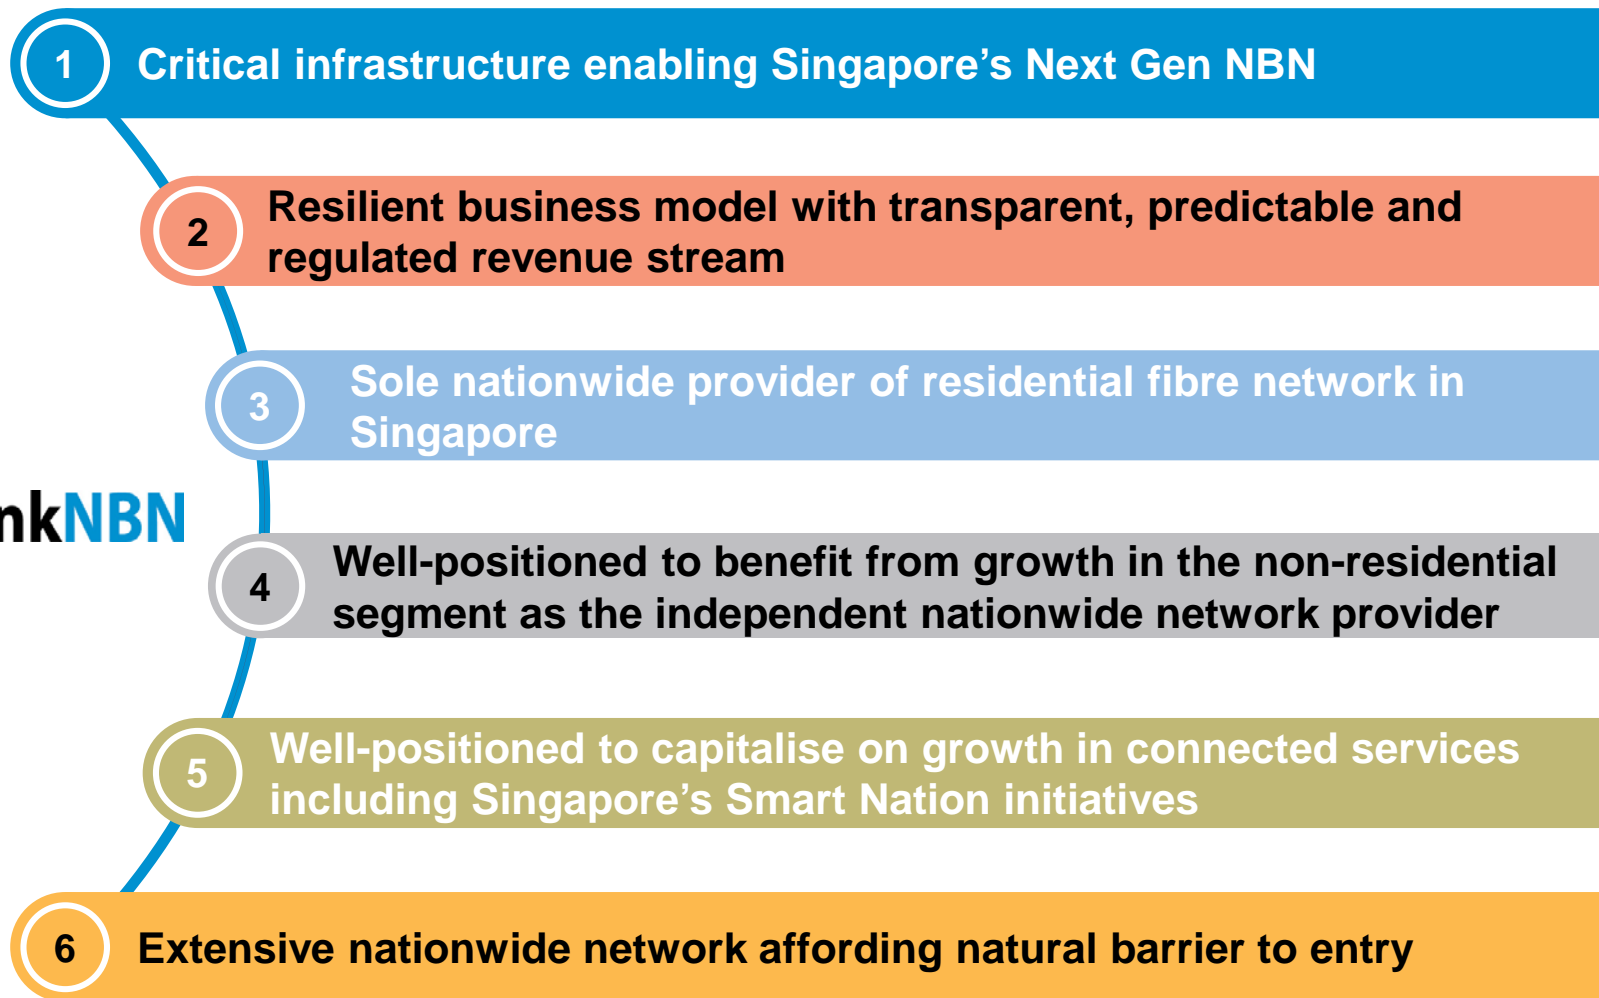 1
Critical infrastructure enabling Singapore’s Next Gen NBN
2
Resilient business model with transparent, predictable and
regulated revenue stream
3
Sole nationwide provider of residential fibre network in
Singapore
nkNBN
4
Well-positioned to benefit from growth in the non-residential
segment as the independent nationwide network provider
5
Well-positioned to capitalise on growth in connected services
including Singapore’s Smart Nation initiatives
6
Extensive nationwide network affording natural barrier to entry